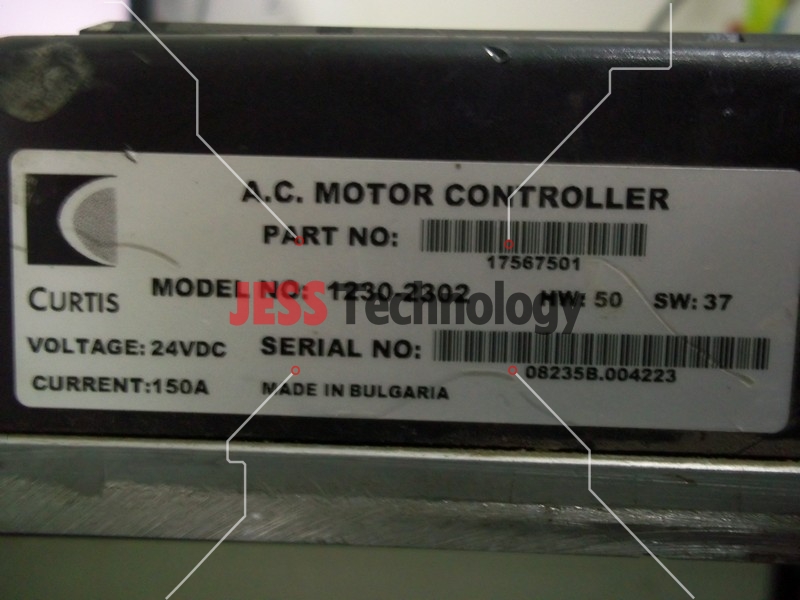 A.C. MOTOR CONTROLLER
PART NO:
17567501
CURTIS
MODEL NO: 1230-2302 HW: 50 SW: 37
JESS Technology
VOLTAGE: 24VDC
SERIAL NO:
08235B.004223
CURRENT:150A
MADE IN BULGARIA